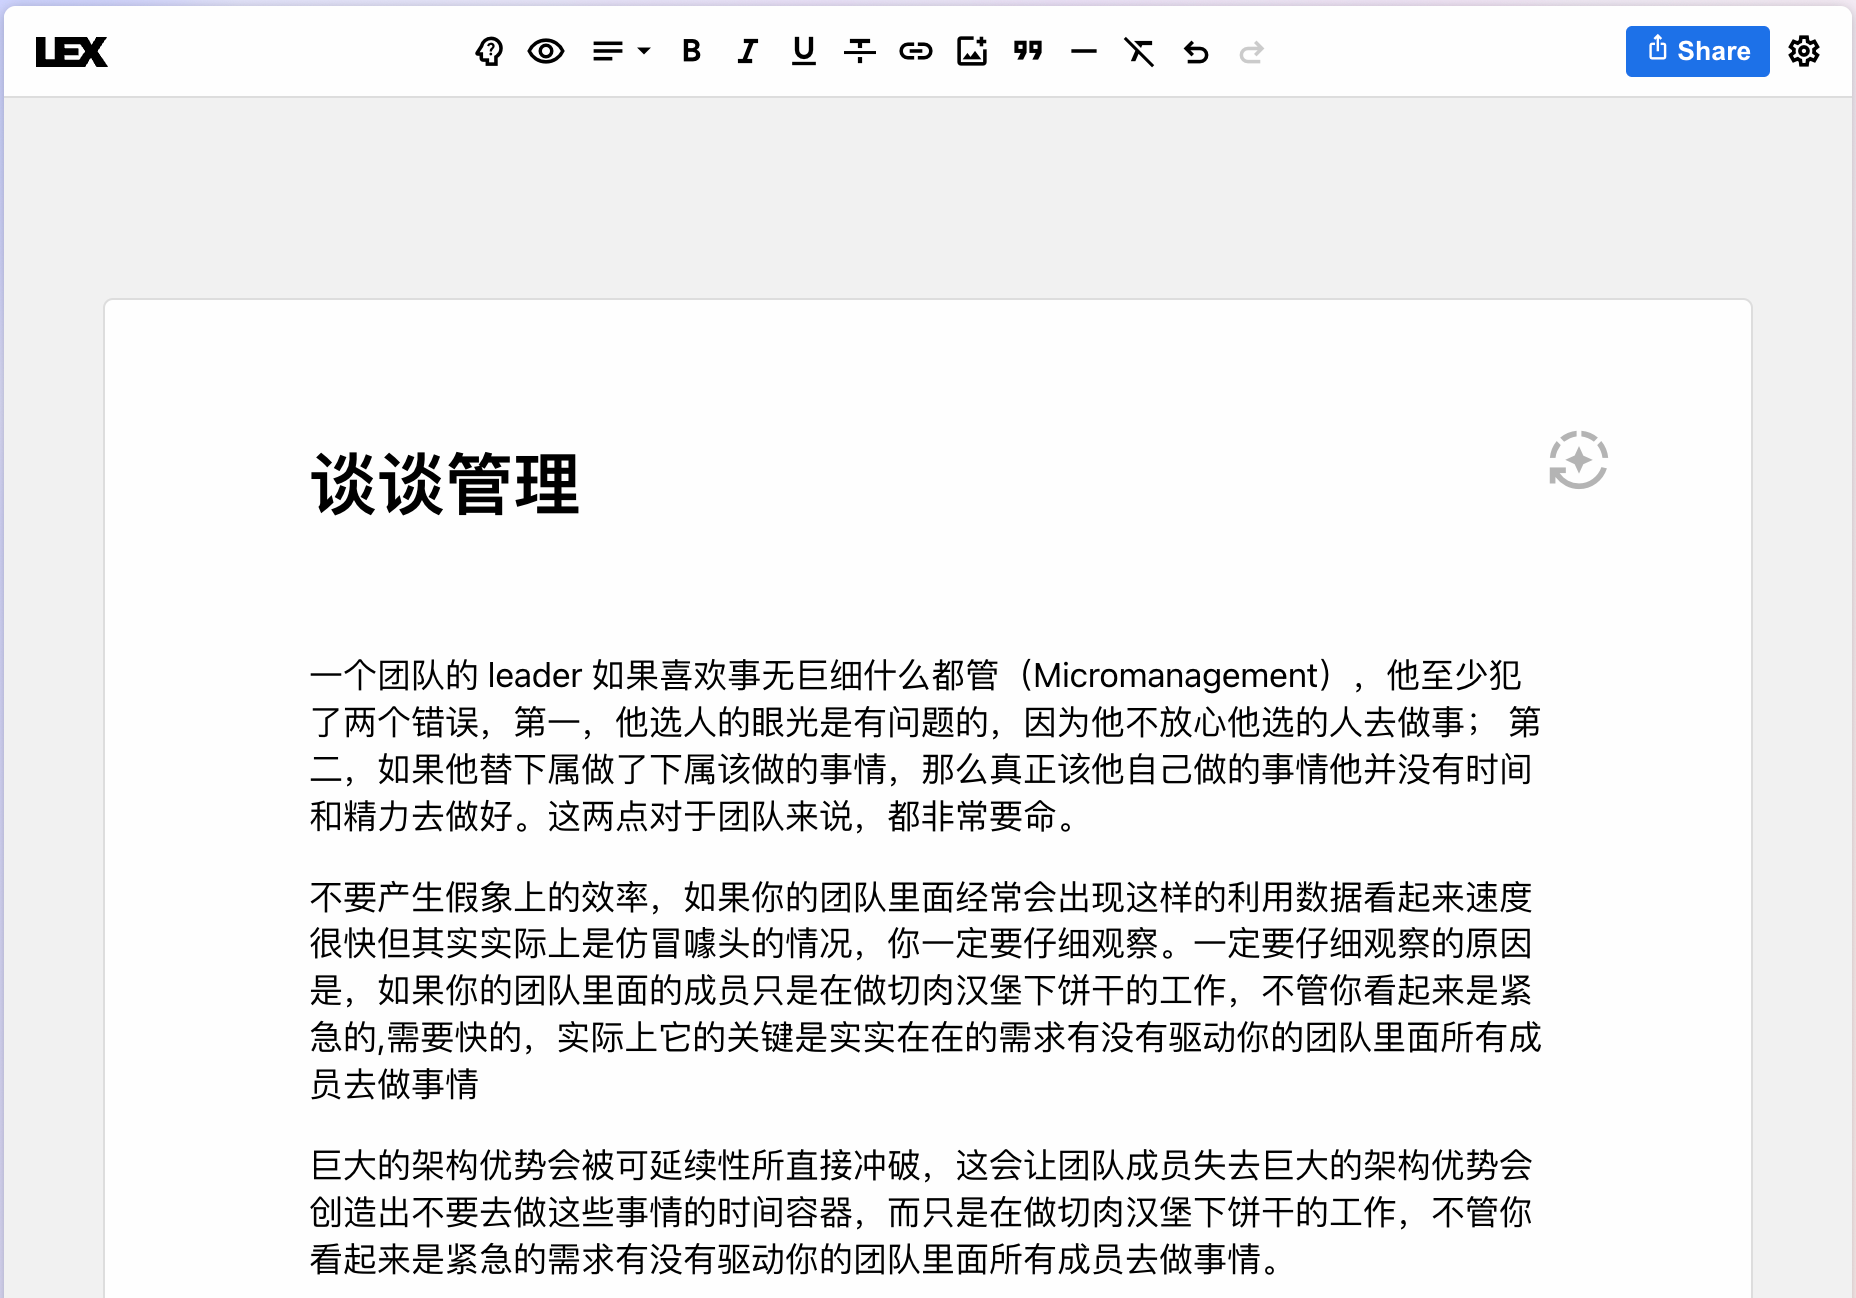 LEX
B I U
Share
谈谈管理
一个团队的 leader 如果喜欢事无巨细什么都管（Micromanagement），他至少犯
了两个错误，第一，他选人的眼光是有问题的，因为他不放心他选的人去做事； 第
二，如果他替下属做了下属该做的事情，那么真正该他自己做的事情他并没有时间
和精力去做好。这两点对于团队来说，都非常要命。
不要产生假象上的效率，如果你的团队里面经常会出现这样的利用数据看起来速度
很快但其实实际上是仿冒噱头的情况，你一定要仔细观察。一定要仔细观察的原因
是，如果你的团队里面的成员只是在做切肉汉堡下饼干的工作，不管你看起来是紧
急的,需要快的，实际上它的关键是实实在在的需求有没有驱动你的团队里面所有成
员去做事情
巨大的架构优势会被可延续性所直接冲破，这会让团队成员失去巨大的架构优势会
创造出不要去做这些事情的时间容器，而只是在做切肉汉堡下饼干的工作，不管你
看起来是紧急的需求有没有驱动你的团队里面所有成员去做事情。